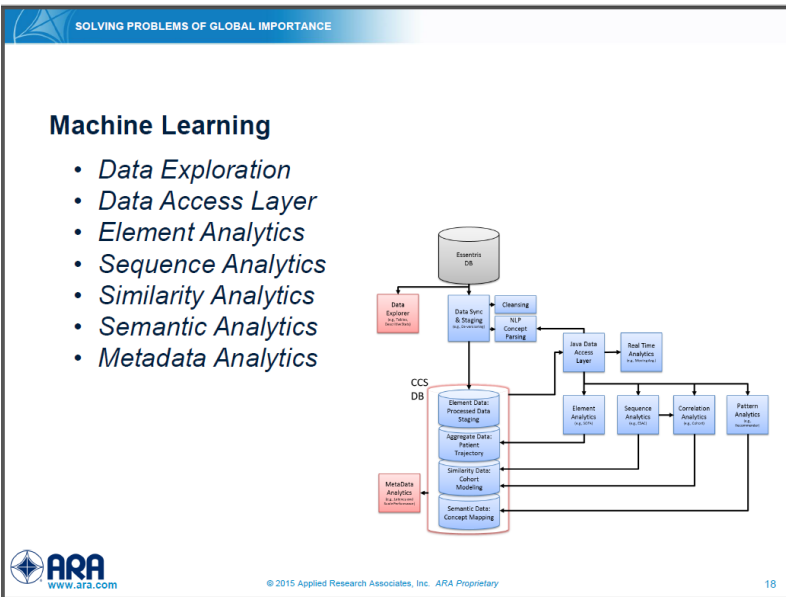 SOLVING PROBLEMS OF GLOBAL IMPORTANCE
Machine Learning
• Data Exploration
• Data Access Layer
• Element Analytics
• Sequence Analytics
• Similarity Analytics
• Semantic Analytics
• Metadata Analytics
Essentris
DB
Data
Explorer
Data Sync
& Staging
Cleansing
NLP
Concept
Parsing
Java Data
Access
Layer
Real Time
Analytics
CCS
DB
Element Data:
Processed Data
Staging
Aggregate Data:
Patient
Trajectory
Similarity Data:
Cohort
Modeling
Semantic Data:
Concept Mapping
Element
Analytics
Sequence
Analytics
Correlation
Analytics
Pattern
Analytics
MetaData
Analytics
ARA
www.ara.com
© 2015 Applied Research Associates, Inc. ARA Proprietary
18